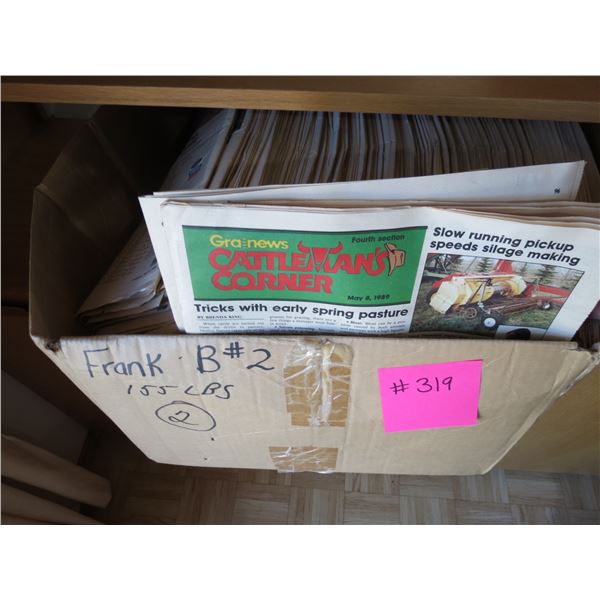 Grainews
Fourth section
CATTLEMAN'S
CORNER
May 8, 1989
Tricks with early spring pasture
BY BRENDA KING
Slow running pickup
speeds silage making
Frank B #2
155 LBS
2
#319